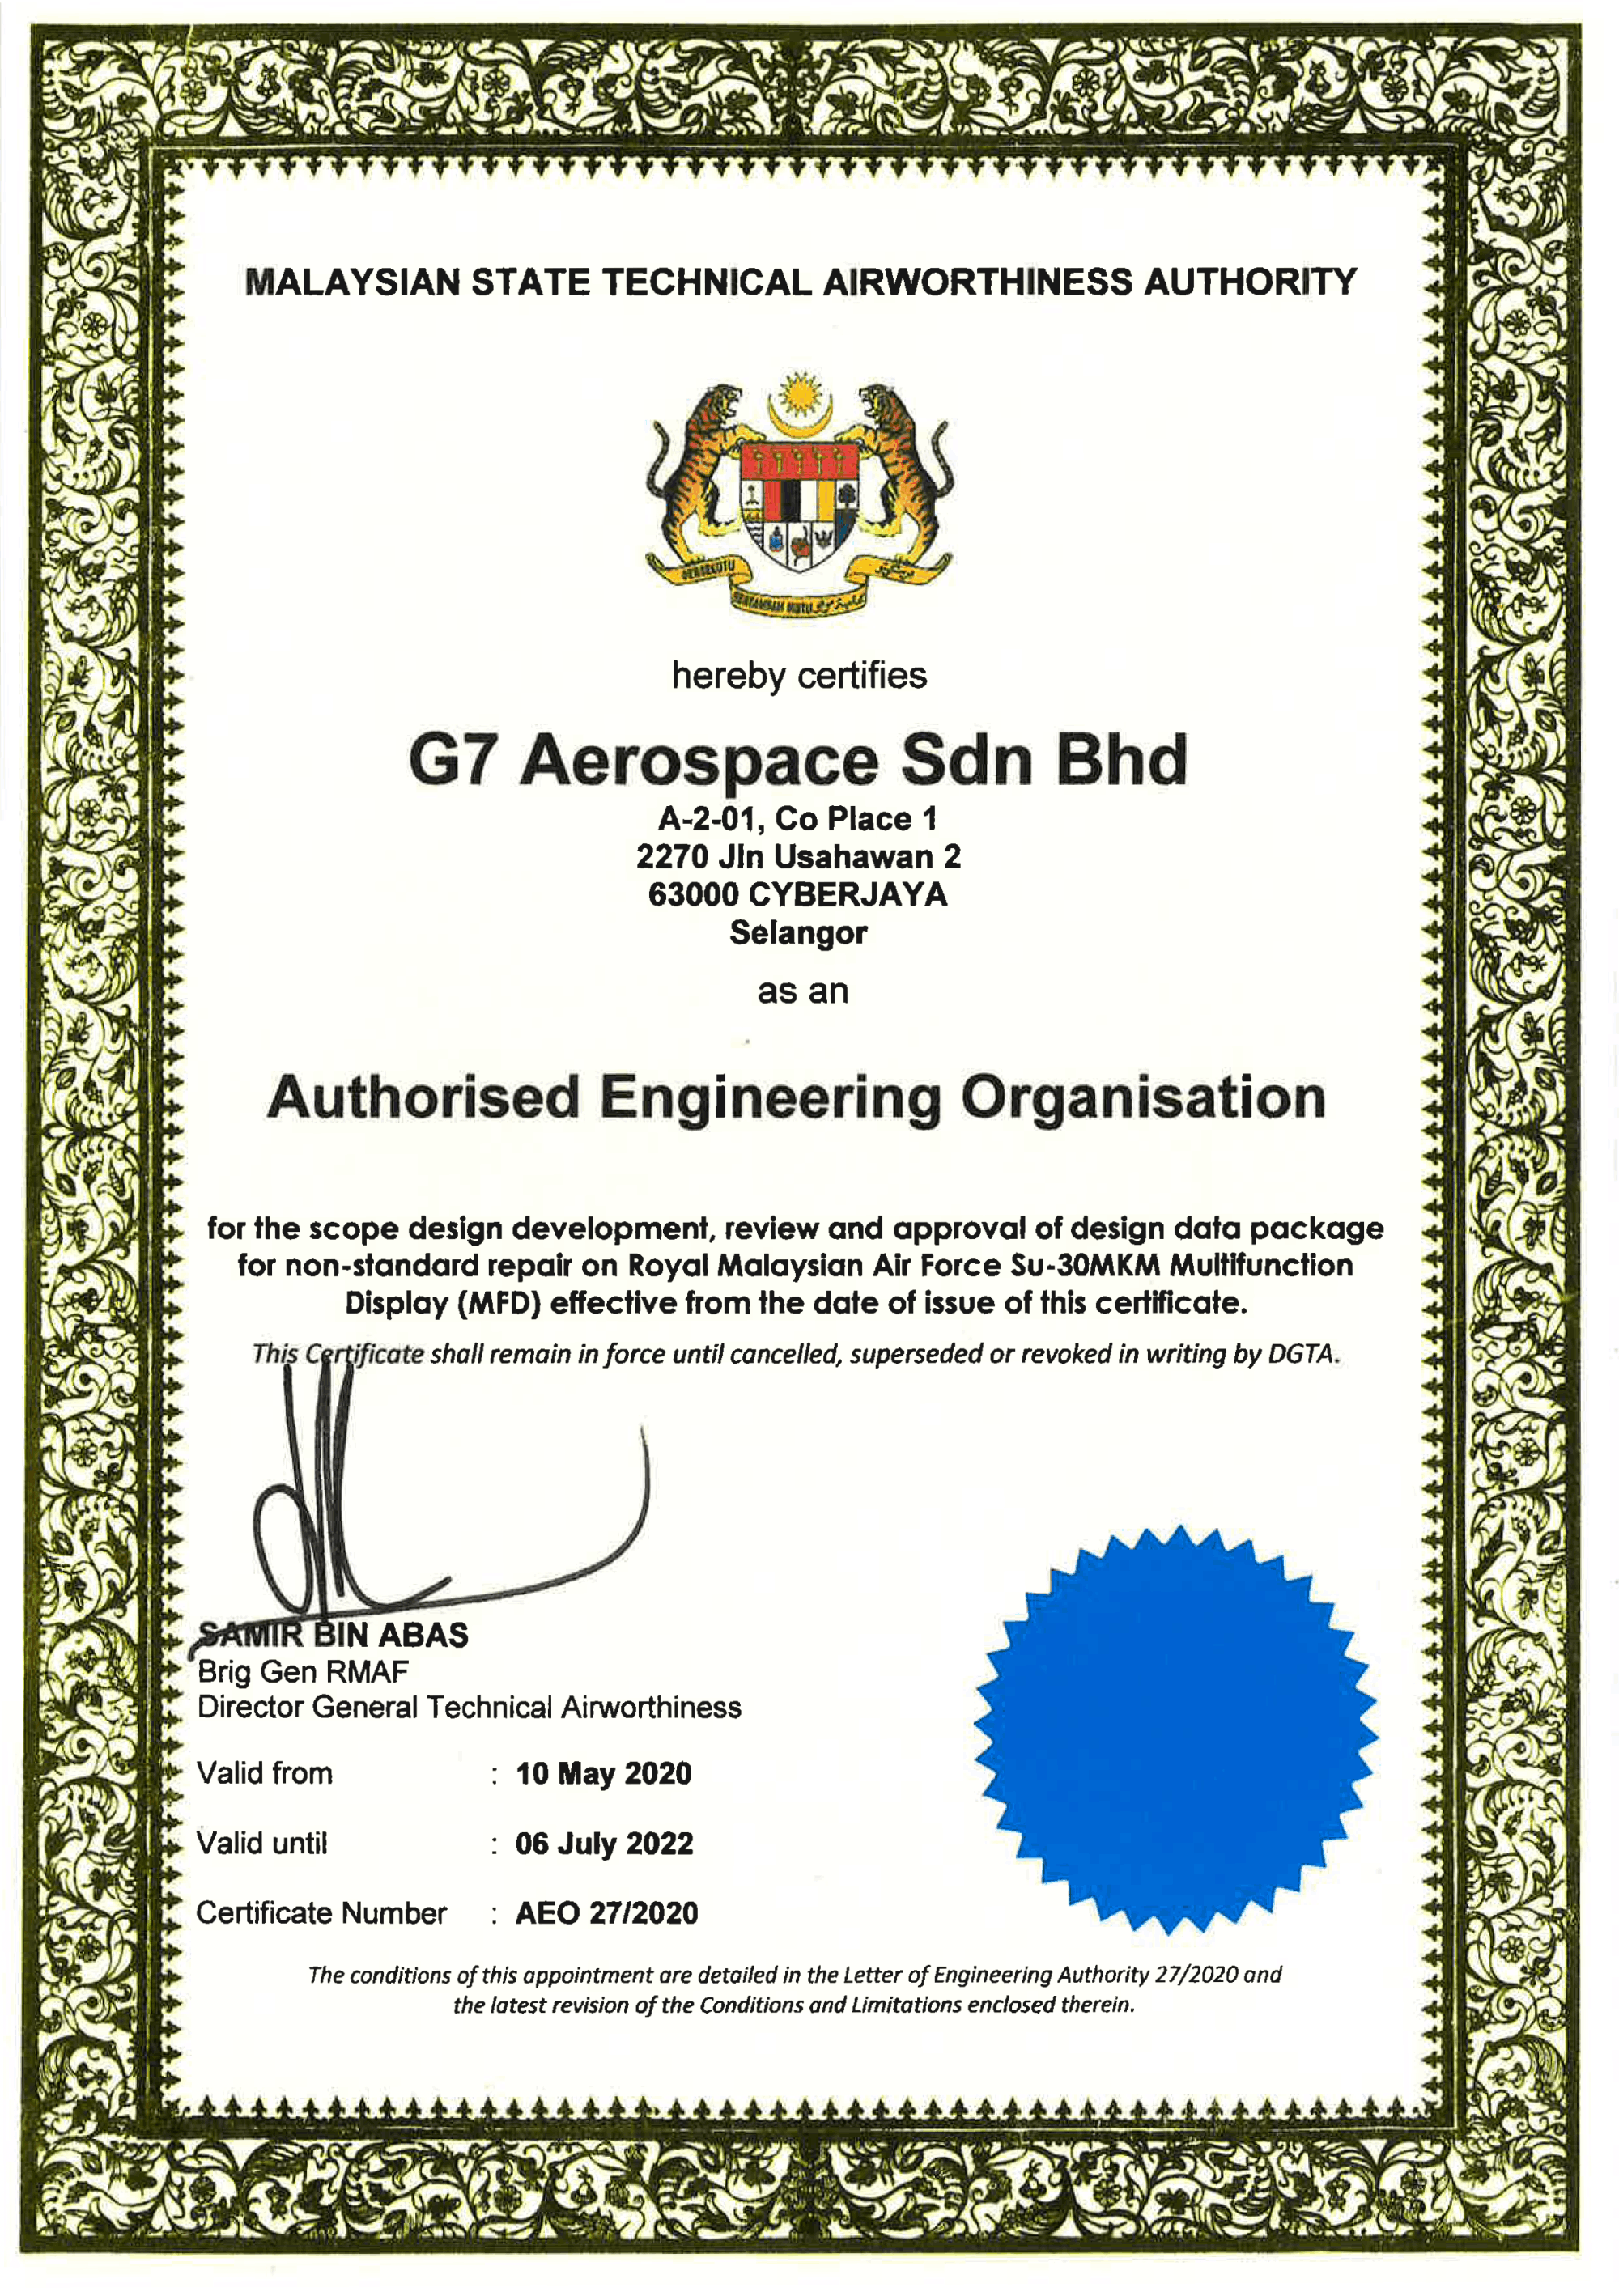 MALAYSIAN STATE TECHNICAL AIRWORTHINESS AUTHORITY
BERSEKUTU
BERTAMBAH MUTU
hereby certifies
G7 Aerospace Sdn Bhd
A-2-01, Co Place 1
2270 Jln Usahawan 2
63000 CYBERJAYA
Selangor
as an
Authorised Engineering Organisation
for the scope design development, review and approval of design data package
for non-standard repair on Royal Malaysian Air Force Su-30MKM Multifunction
Display (MFD) effective from the date of issue of this certificate.
This Certificate shall remain in force until cancelled, superseded or revoked in writing by DGTA.
SAMIR BIN ABAS
Brig Gen RMAF
Director General Technical Airworthiness
Valid from : 10 May 2020
Valid until : 06 July 2022
Certificate Number : AEO 27/2020
The conditions of this appointment are detailed in the Letter of Engineering Authority 27/2020 and
the latest revision of the Conditions and Limitations enclosed therein.